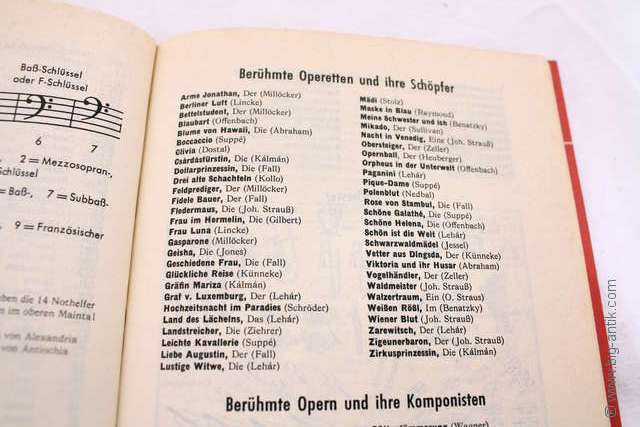 Baß-Schlüssel
oder F-Schlüssel
6 7
2 = Mezzosopran-,
Schlüssel
= Baß-, 7 = Subbaß-
9 = Französischer
ben die 14 Nothelfer
im oberen Maintal
von Alexandria
von Antiochia
Berühmte Operetten und ihre Schöpfer
Arme Jonathan, Der (Millöcker)
Berliner Luft (Lincke)
Bettelstudent, Der (Millöcker)
Blaubart (Offenbach)
Blume von Hawaii, Die (Abraham)
Boccaccio (Suppé)
Clivia (Dostal)
Csárdásfürstin, Die (Kálmán)
Dollarprinzessin, Die (Fall)
Drei alte Schachteln (Kollo)
Feldprediger, Der (Millöcker)
Fidele Bauer, Der (Fall)
Fledermaus, Die (Joh. Strauß)
Frau im Hermelin, Die (Gilbert)
Frau Luna (Lincke)
Gasparone (Millöcker)
Geisha, Die (Jones)
Geschiedene Frau, Die (Fall)
Glückliche Reise (Künneke)
Gräfin Mariza (Kálmán)
Graf v. Luxemburg, Der (Lehár)
Hochzeitsnacht im Paradies (Schröder)
Land des Lächelns, Das (Lehár)
Landstreicher, Die (Ziehrer)
Leichte Kavallerie (Suppé)
Liebe Augustin, Der (Fall)
Lustige Witwe, Die (Lehár)
Mädi (Stolz)
Maske in Blau (Raymond)
Meine Schwester und ich (Benatzky)
Mikado, Der (Sullivan)
Nacht in Venedig, Eine (Joh. Strauß)
Obersteiger, Der (Zeller)
Opernball, Der (Heuberger)
Orpheus in der Unterwelt (Offenbach)
Paganini (Lehár)
Pique-Dame (Suppé)
Polenblut (Nedbal)
Rose von Stambul, Die (Fall)
Schöne Galathé, Die (Suppé)
Schöne Helena, Die (Offenbach)
Schön ist die Welt (Lehár)
Schwarzwaldmädel (Jessel)
Vetter aus Dingsda, Der (Künneke)
Viktoria und ihr Husar (Abraham)
Vogelhändler, Der (Zeller)
Waldmeister (Joh. Strauß)
Walzertraum, Ein (O. Straus)
Weißen Rößl, Im (Benatzky)
Wiener Blut (Joh. Strauß)
Zarewitsch, Der (Lehár)
Zigeunerbaron, Der (Joh. Strauß)
Zirkusprinzessin, Die (Kálmán)
Berühmte Opern und ihre Komponisten
(Wagner)
© www.big-antik.com